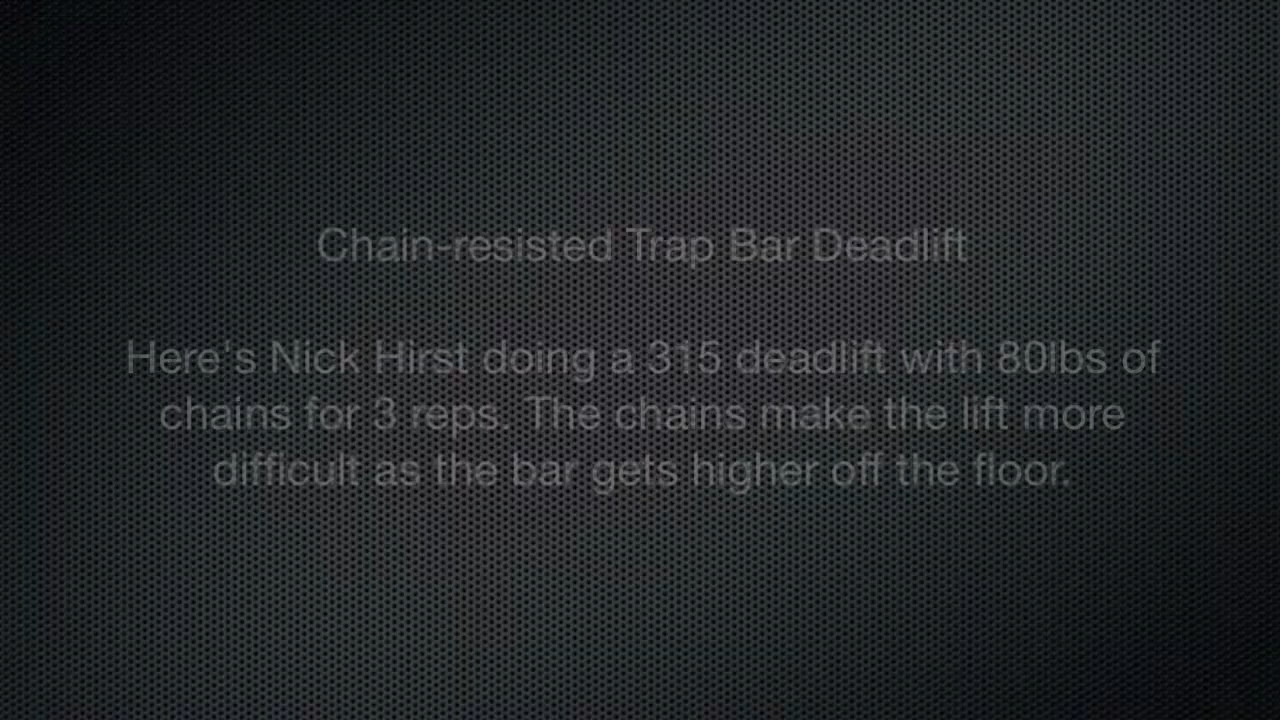 Chain-resisted Trap Bar Deadlift
Here's Nick Hirst doing a 315 deadlift with 80lbs of
chains for 3 reps. The chains make the lift more
difficult as the bar gets higher off the floor.